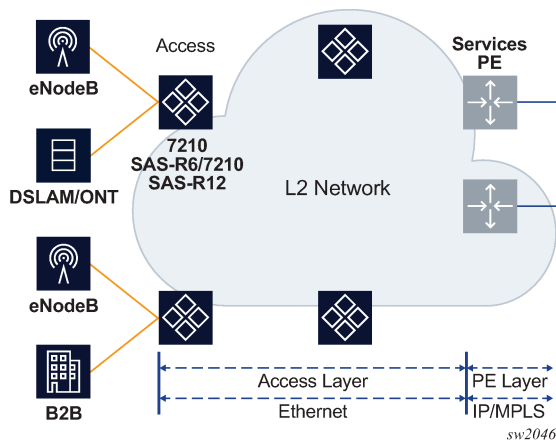 Access
Services
PE
eNodeB
7210
SAS-R6/7210
SAS-R12
DSLAM/ONT
L2 Network
eNodeB
B2B
Access Layer
PE Layer
Ethernet
IP/MPLS
sw2046